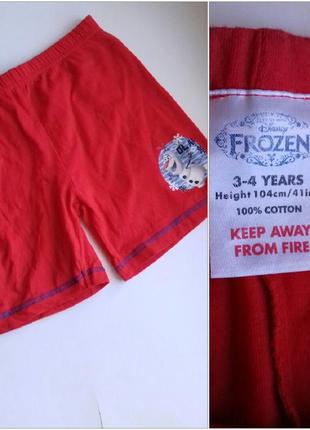 Disney
FROZEN
3-4 YEARS
Height 104cm/41in
100% COTTON
KEEP AWAY
FROM FIRE